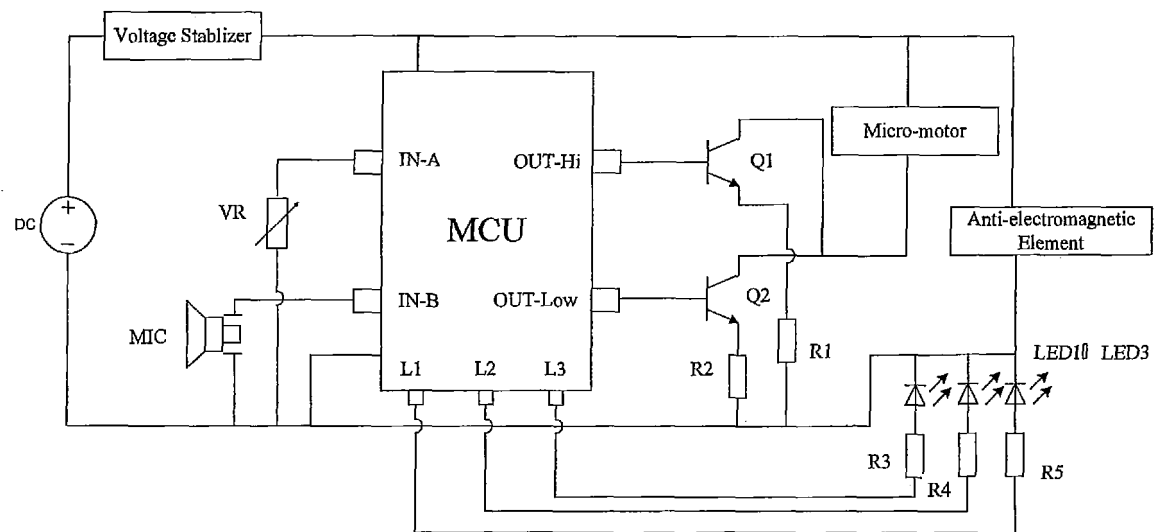 Voltage Stablizer
Micro-motor
IN-A
OUT-Hi
Q1
VR
DC
+
−
MCU
Anti-electromagnetic
Element
IN-B
OUT-Low
Q2
MIC
R1
L1
L2
L3
R2
LED1
LED3
R3
R4
R5